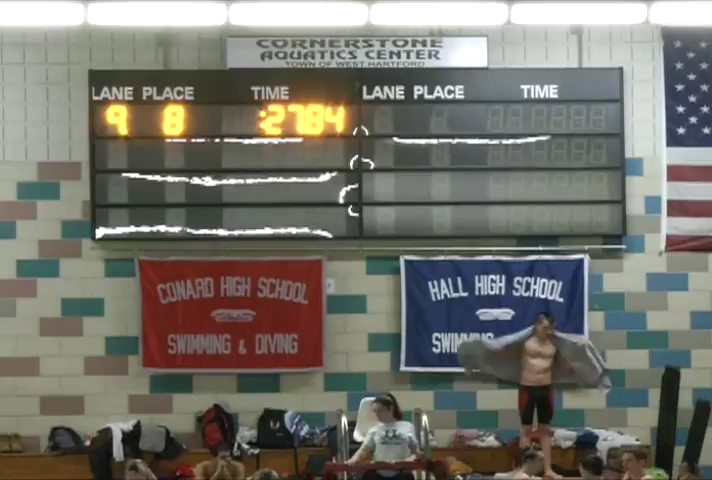 CORNERSTONE
AQUATICS CENTER
TOWN OF WEST HARTFORD
LANE PLACE TIME LANE PLACE TIME
9 8 :27.84
CONARD HIGH SCHOOL
SWIMMING & DIVING
HALL HIGH SCHOOL